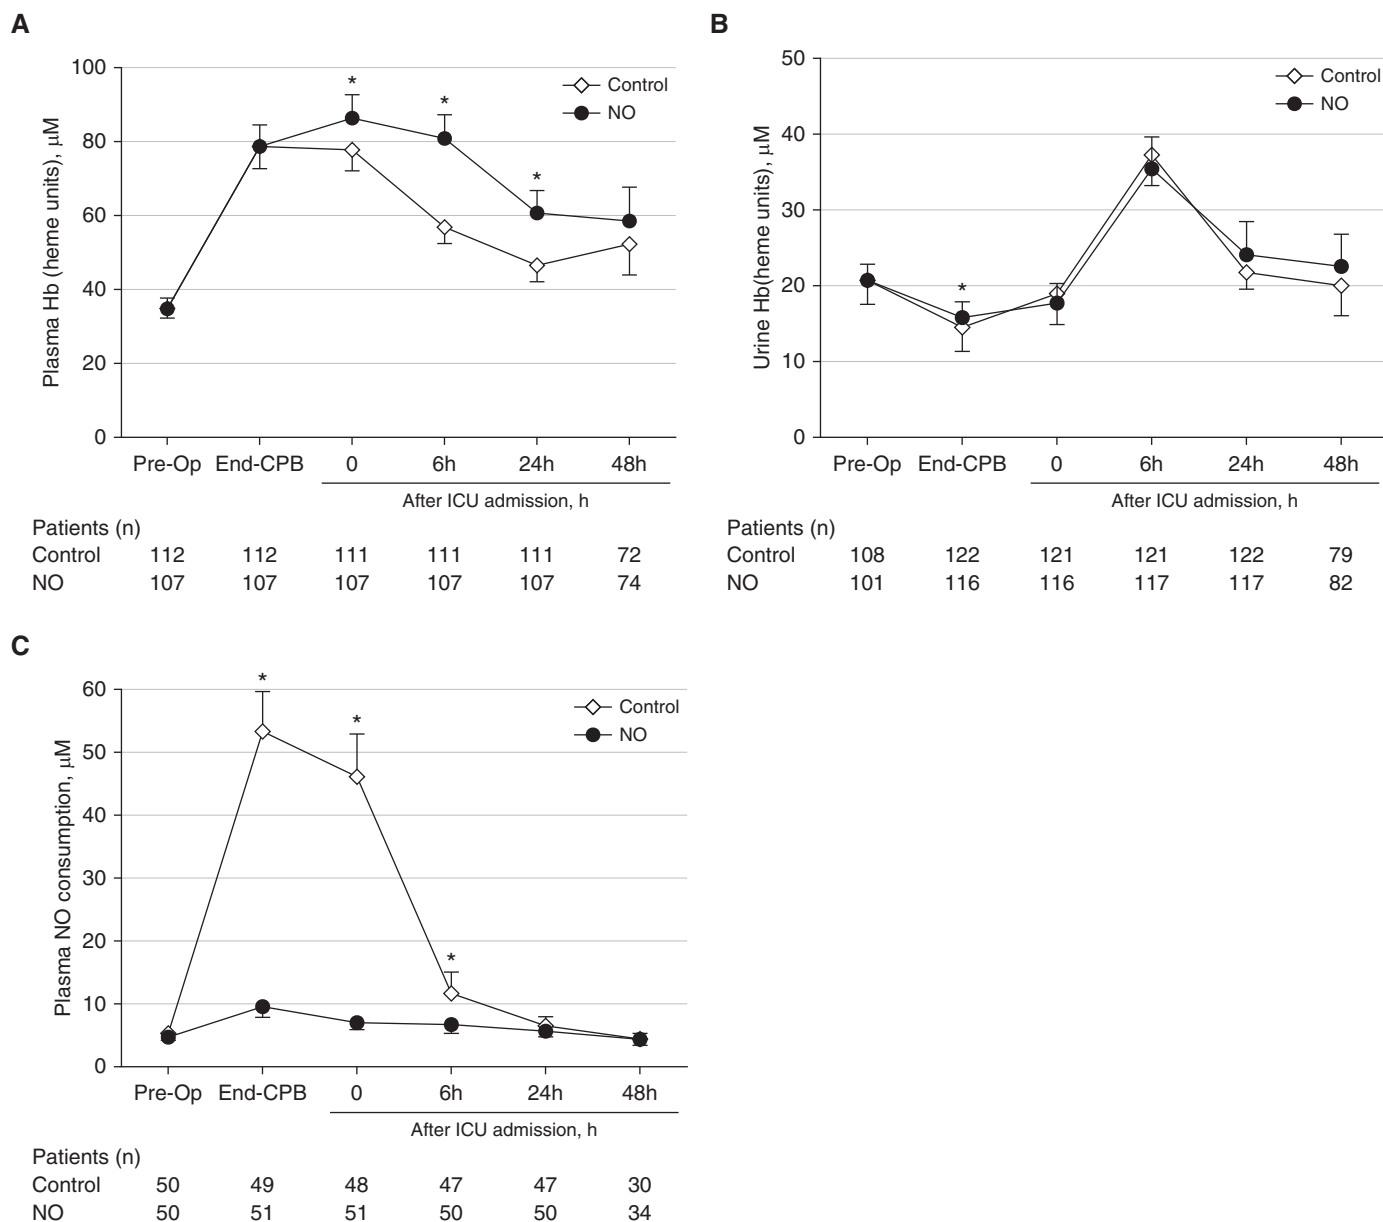 A
Plasma Hb (heme units), μM
100
80
60
40
20
0
* * *
Control
NO
Pre-Op End-CPB 0 6h 24h 48h
After ICU admission, h
Patients (n)
Control 112 112 111 111 111 72
NO 107 107 107 107 107 74
B
Urine Hb(heme units), μM
50
40
30
20
10
0
*
Control
NO
Pre-Op End-CPB 0 6h 24h 48h
After ICU admission, h
Patients (n)
Control 108 122 121 121 122 79
NO 101 116 116 117 117 82
C
Plasma NO consumption, μM
60
50
40
30
20
10
0
* * *
Control
NO
Pre-Op End-CPB 0 6h 24h 48h
After ICU admission, h
Patients (n)
Control 50 49 48 47 47 30
NO 50 51 51 50 50 34